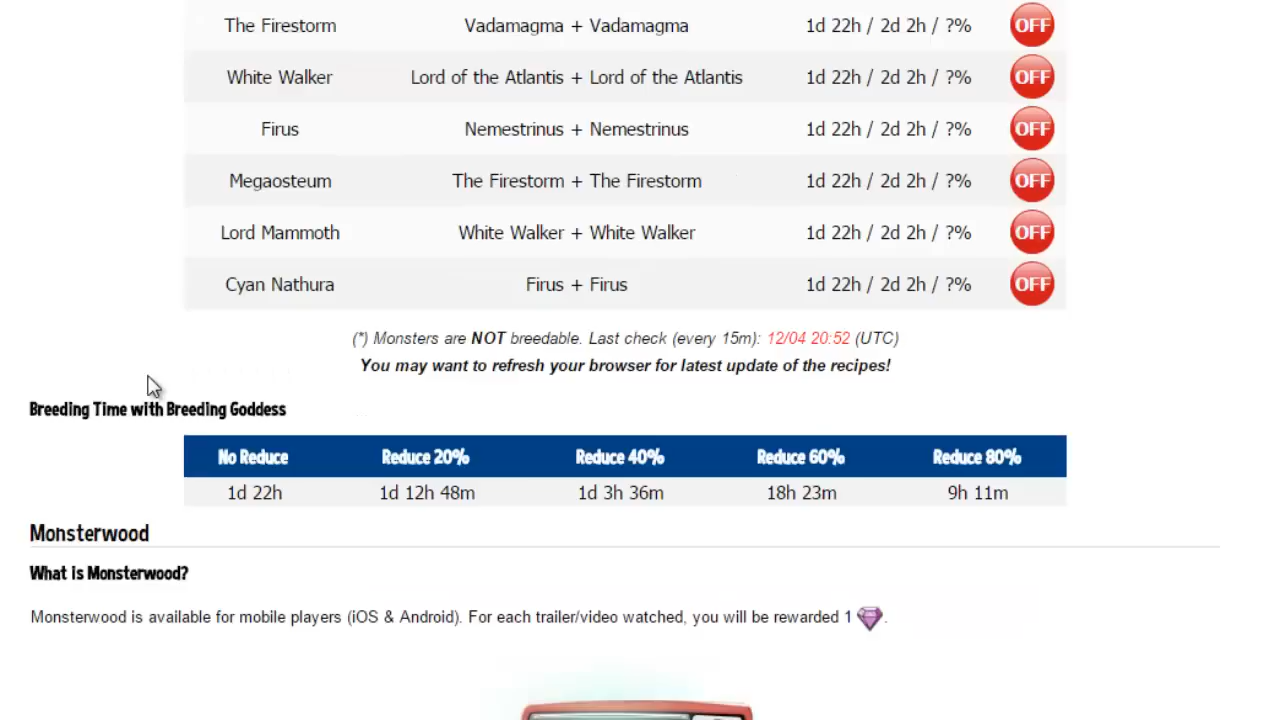 The Firestorm Vadamagma + Vadamagma 1d 22h / 2d 2h / ?% OFF
White Walker Lord of the Atlantis + Lord of the Atlantis 1d 22h / 2d 2h / ?% OFF
Firus Nemestrinus + Nemestrinus 1d 22h / 2d 2h / ?% OFF
Megaosteum The Firestorm + The Firestorm 1d 22h / 2d 2h / ?% OFF
Lord Mammoth White Walker + White Walker 1d 22h / 2d 2h / ?% OFF
Cyan Nathura Firus + Firus 1d 22h / 2d 2h / ?% OFF
(*) Monsters are NOT breedable. Last check (every 15m): 12/04 20:52 (UTC)
You may want to refresh your browser for latest update of the recipes!
Breeding Time with Breeding Goddess
No Reduce Reduce 20% Reduce 40% Reduce 60% Reduce 80%
1d 22h 1d 12h 48m 1d 3h 36m 18h 23m 9h 11m
Monsterwood
What is Monsterwood?
Monsterwood is available for mobile players (iOS & Android). For each trailer/video watched, you will be rewarded 1 .